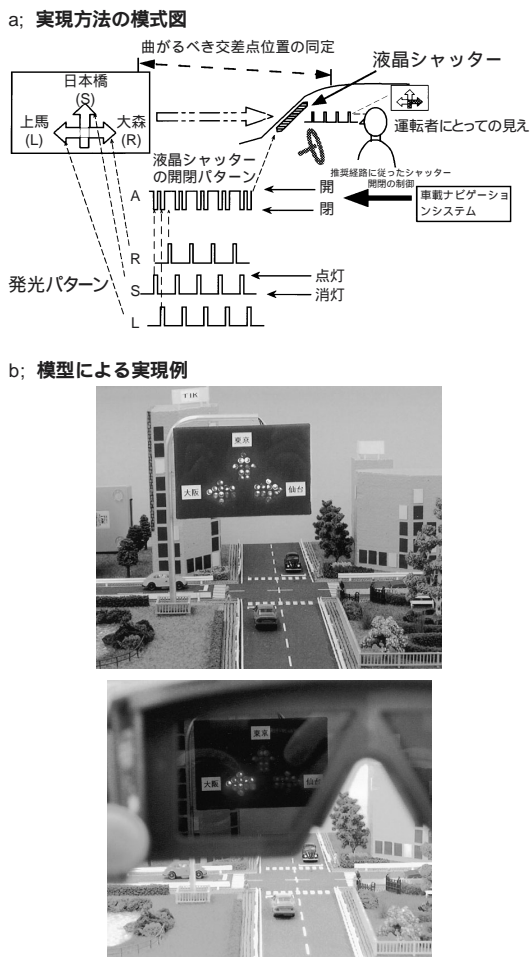 a; 実現方法の模式図
曲がるべき交差点位置の同定
液晶シャッター
日本橋
(S)
上馬
(L)
大森
(R)
運転者にとっての見え
液晶シャッター
の開閉パターン
推奨経路に従ったシャッター
開閉の制御
A
開
閉
車載ナビゲーショ
ンシステム
R
発光パターン
S
点灯
消灯
L
b; 模型による実現例
TIK
東京
大阪
仙台
東京
大阪
仙台